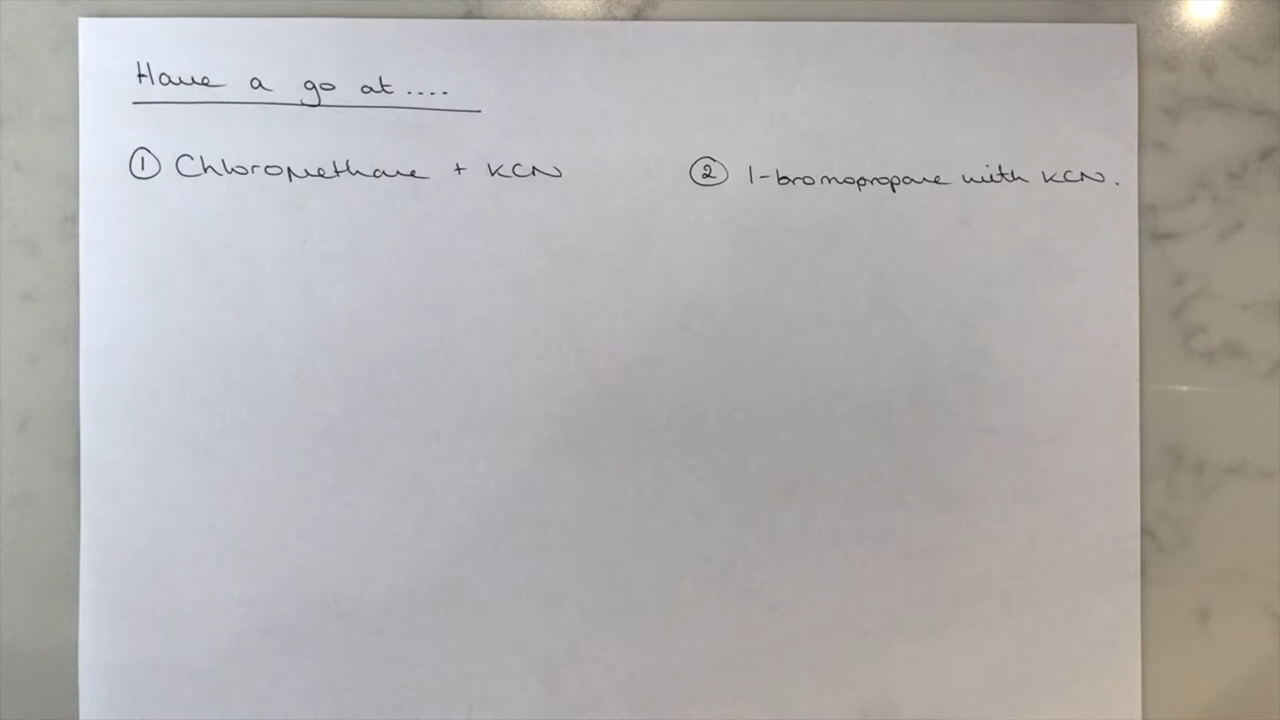 Have a go at....
① Chloromethane + KCN
② 1-bromopropane with KCN.